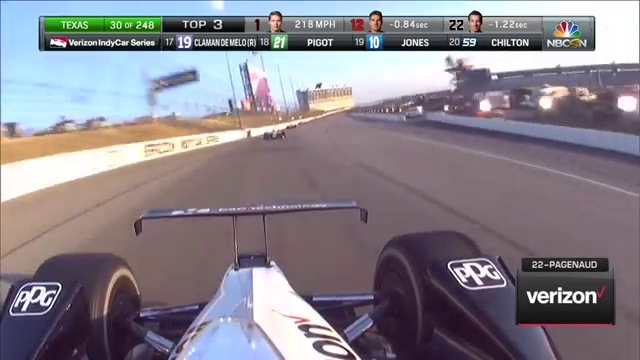 TEXAS 30 OF 248 TOP 3 1 218 MPH 12 -0.84sec 22 -1.22sec NBCSN
Verizon IndyCar Series 17 19 CLAMAN DE MELO (R) 18 21 PIGOT 19 10 JONES 20 59 CHILTON
PPG
PPG
22-PAGENAUD
verizon